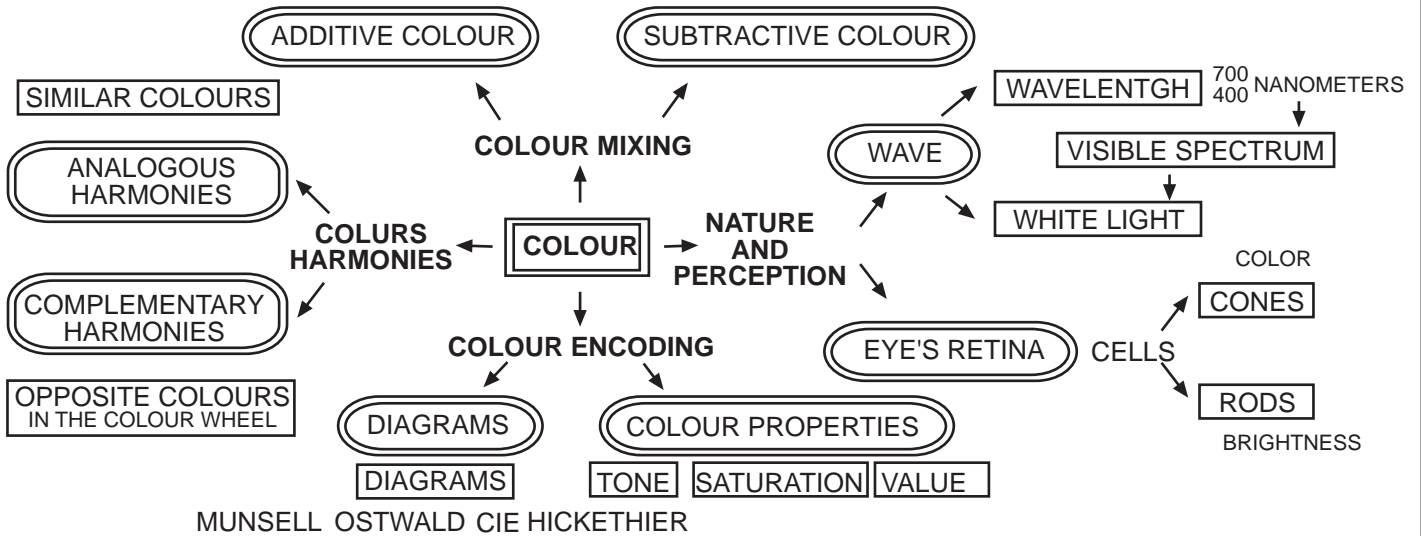 ADDITIVE COLOUR
SUBTRACTIVE COLOUR
SIMILAR COLOURS
ANALOGOUS
HARMONIES
COLOUR MIXING
WAVE
WAVELENTGH
700
400
NANOMETERS
VISIBLE SPECTRUM
WHITE LIGHT
COLURS
HARMONIES
COLOUR
NATURE
AND
PERCEPTION
COMPLEMENTARY
HARMONIES
OPPOSITE COLOURS
IN THE COLOUR WHEEL
COLOUR ENCODING
EYE'S RETINA
CELLS
COLOR
CONES
RODS
BRIGHTNESS
DIAGRAMS
COLOUR PROPERTIES
DIAGRAMS
TONE
SATURATION
VALUE
MUNSELL OSTWALD CIE HICKETHIER